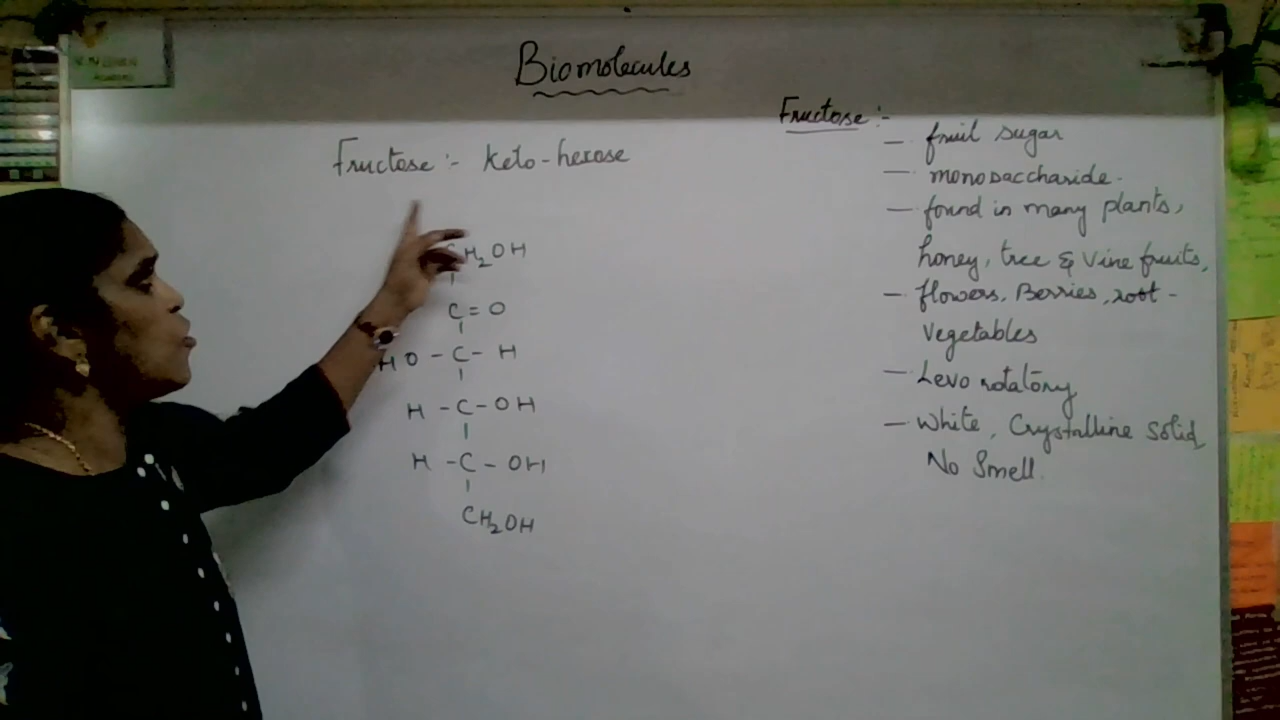 Biomolecules
Fructose :- Keto-hexose
CH2OH
C = O
HO - C - H
H - C - OH
H - C - OH
CH2OH
Fructose :-
— fruit sugar
— monosaccharide.
— found in many plants,
honey, tree & Vine fruits,
— flowers, Berries, root -
Vegetables
— Levo rotatory
— White, Crystalline Solid,
No Smell.